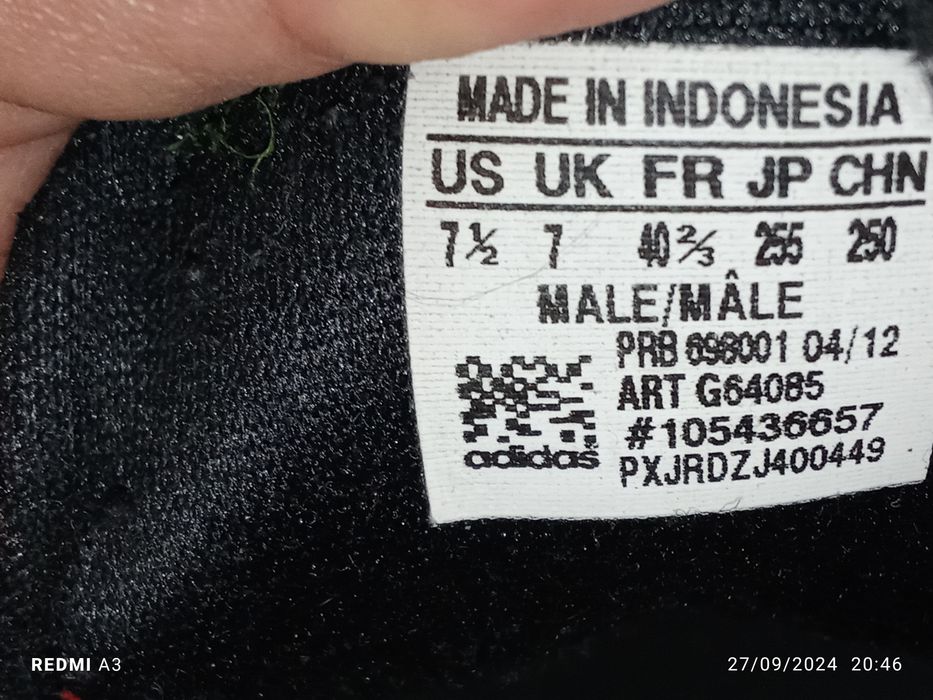 MADE IN INDONESIA
US UK FR JP CHN
7½ 7 40⅔ 255 250
MALE/MÂLE
PRB 698001 04/12
ART G64085
#105436657
PXJRDZJ400449
adidas
REDMI A3
27/09/2024 20:46